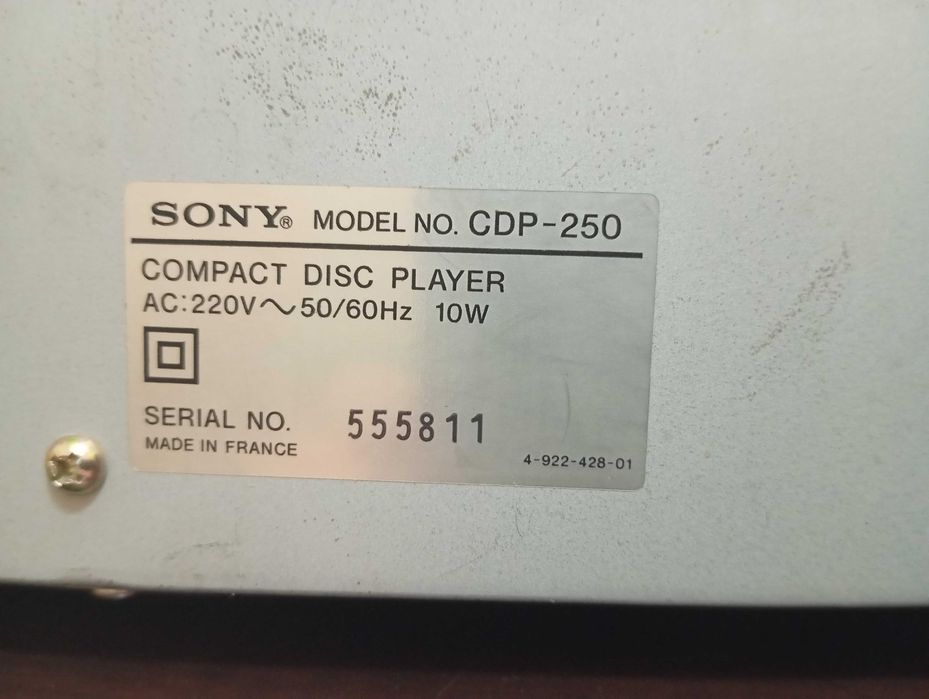 SONY® MODEL NO. CDP-250
COMPACT DISC PLAYER
AC:220V～50/60Hz 10W
SERIAL NO. 555811
MADE IN FRANCE
4-922-428-01